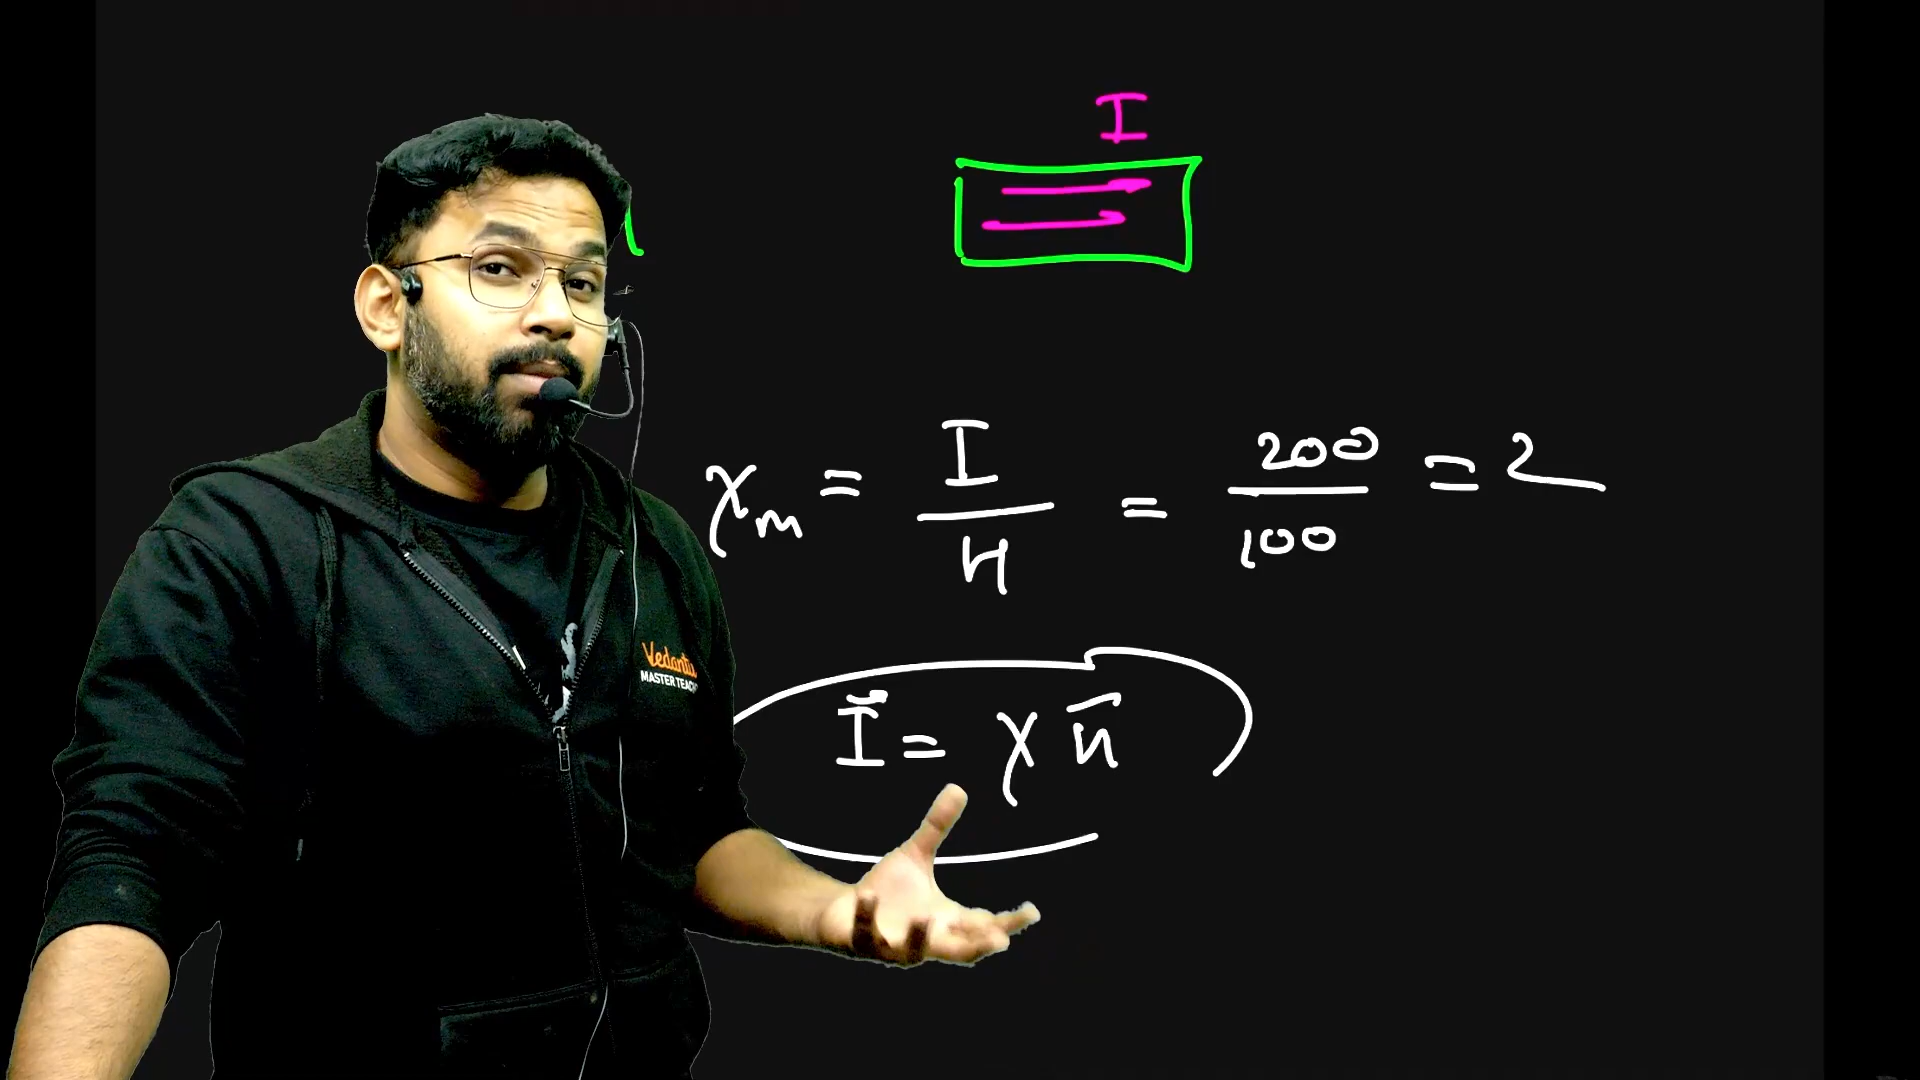 I
χm = I/H = 200/100 = 2
Vedantu
MASTER TEACH
I⃗ = χ H⃗